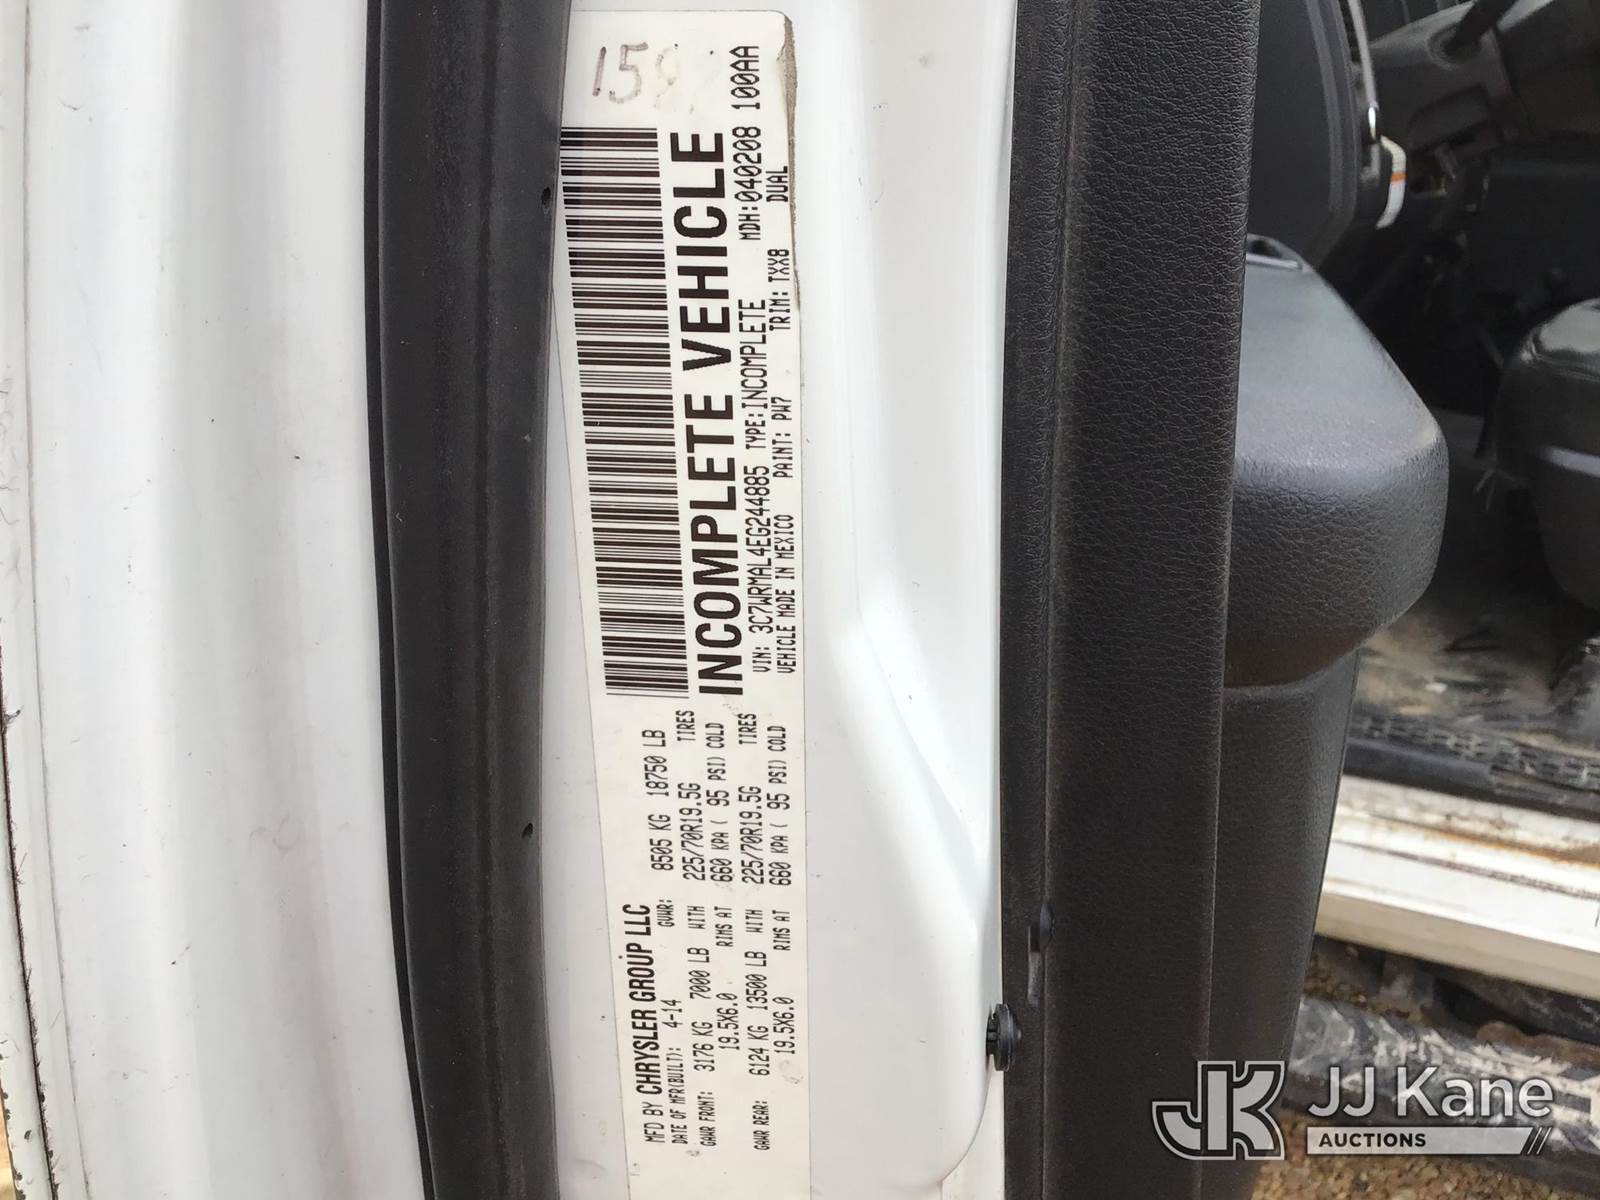 MFD BY CHRYSLER GROUP LLC
DATE OF MFR(BUILT): 4-14
GVWR: 8505 KG 18750 LB
GAWR FRONT: 3176 KG 7000 LB WITH 225/70R19.5G TIRES
19.5X6.0 RIMS AT 660 KPA ( 95 PSI) COLD
GAWR REAR: 6124 KG 13500 LB WITH 225/70R19.5G TIRES
19.5X6.0 RIMS AT 660 KPA ( 95 PSI) COLD
INCOMPLETE VEHICLE
MDH:040208 100AA
VIN: 3C7WRMAL4EG244885 TYPE:INCOMPLETE DUAL
VEHICLE MADE IN MEXICO PAINT: PW7 TRIM: TXX8
JK JJ Kane
AUCTIONS